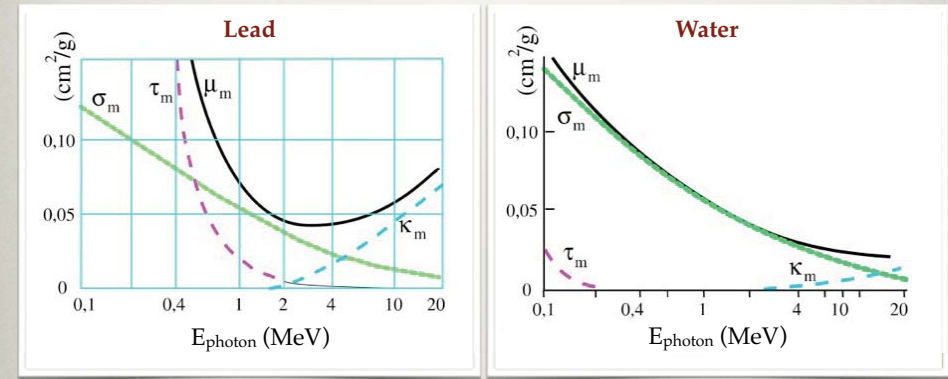 Lead
(cm²/g)
σm
τm
μm
κm
0,10
0,05
0
0,1
0,4
1
2
4
10
20
Ephoton (MeV)
Water
(cm²/g)
μm
σm
τm
κm
0,10
0,05
0
0,1
0,4
1
4
10
20
Ephoton (MeV)